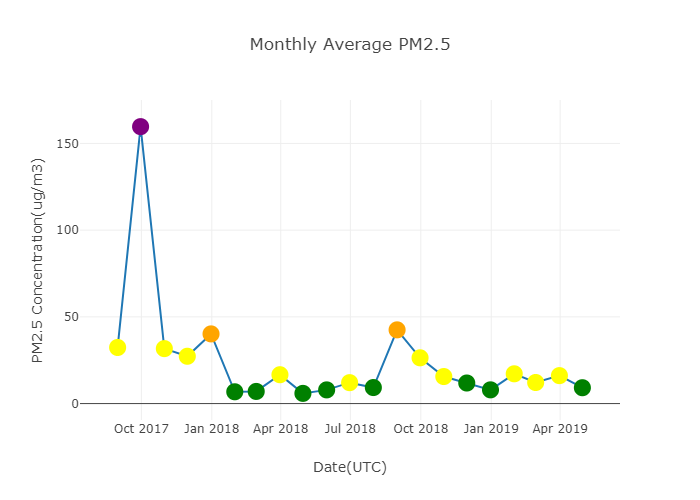 Monthly Average PM2.5
PM2.5 Concentration(ug/m3)
150
100
50
0
Oct 2017 Jan 2018 Apr 2018 Jul 2018 Oct 2018 Jan 2019 Apr 2019
Date(UTC)